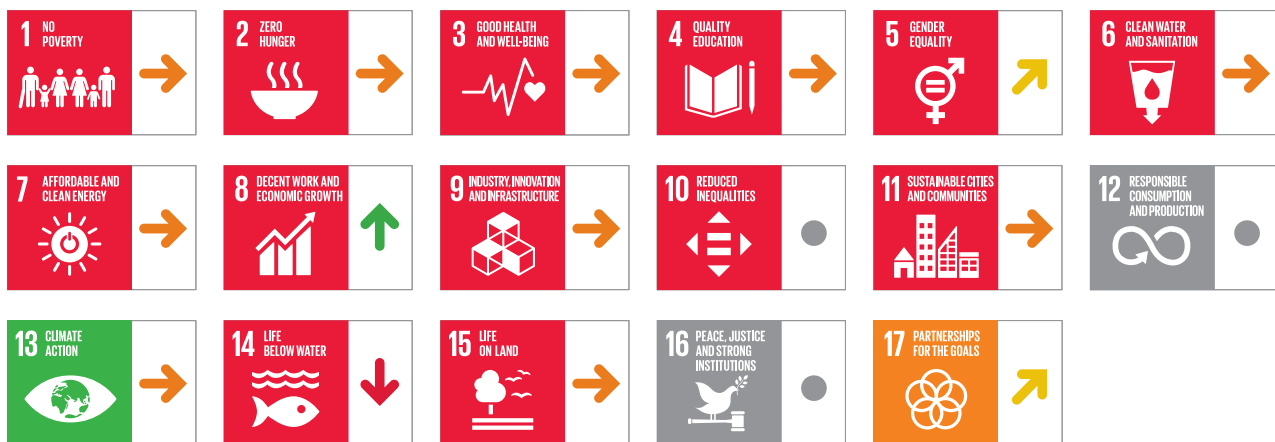 1 NO
POVERTY
2 ZERO
HUNGER
3 GOOD HEALTH
AND WELL-BEING
4 QUALITY
EDUCATION
5 GENDER
EQUALITY
6 CLEAN WATER
AND SANITATION
7 AFFORDABLE AND
CLEAN ENERGY
8 DECENT WORK AND
ECONOMIC GROWTH
9 INDUSTRY, INNOVATION
AND INFRASTRUCTURE
10 REDUCED
INEQUALITIES
11 SUSTAINABLE CITIES
AND COMMUNITIES
12 RESPONSIBLE
CONSUMPTION
AND PRODUCTION
13 CLIMATE
ACTION
14 LIFE
BELOW WATER
15 LIFE
ON LAND
16 PEACE, JUSTICE
AND STRONG
INSTITUTIONS
17 PARTNERSHIPS
FOR THE GOALS